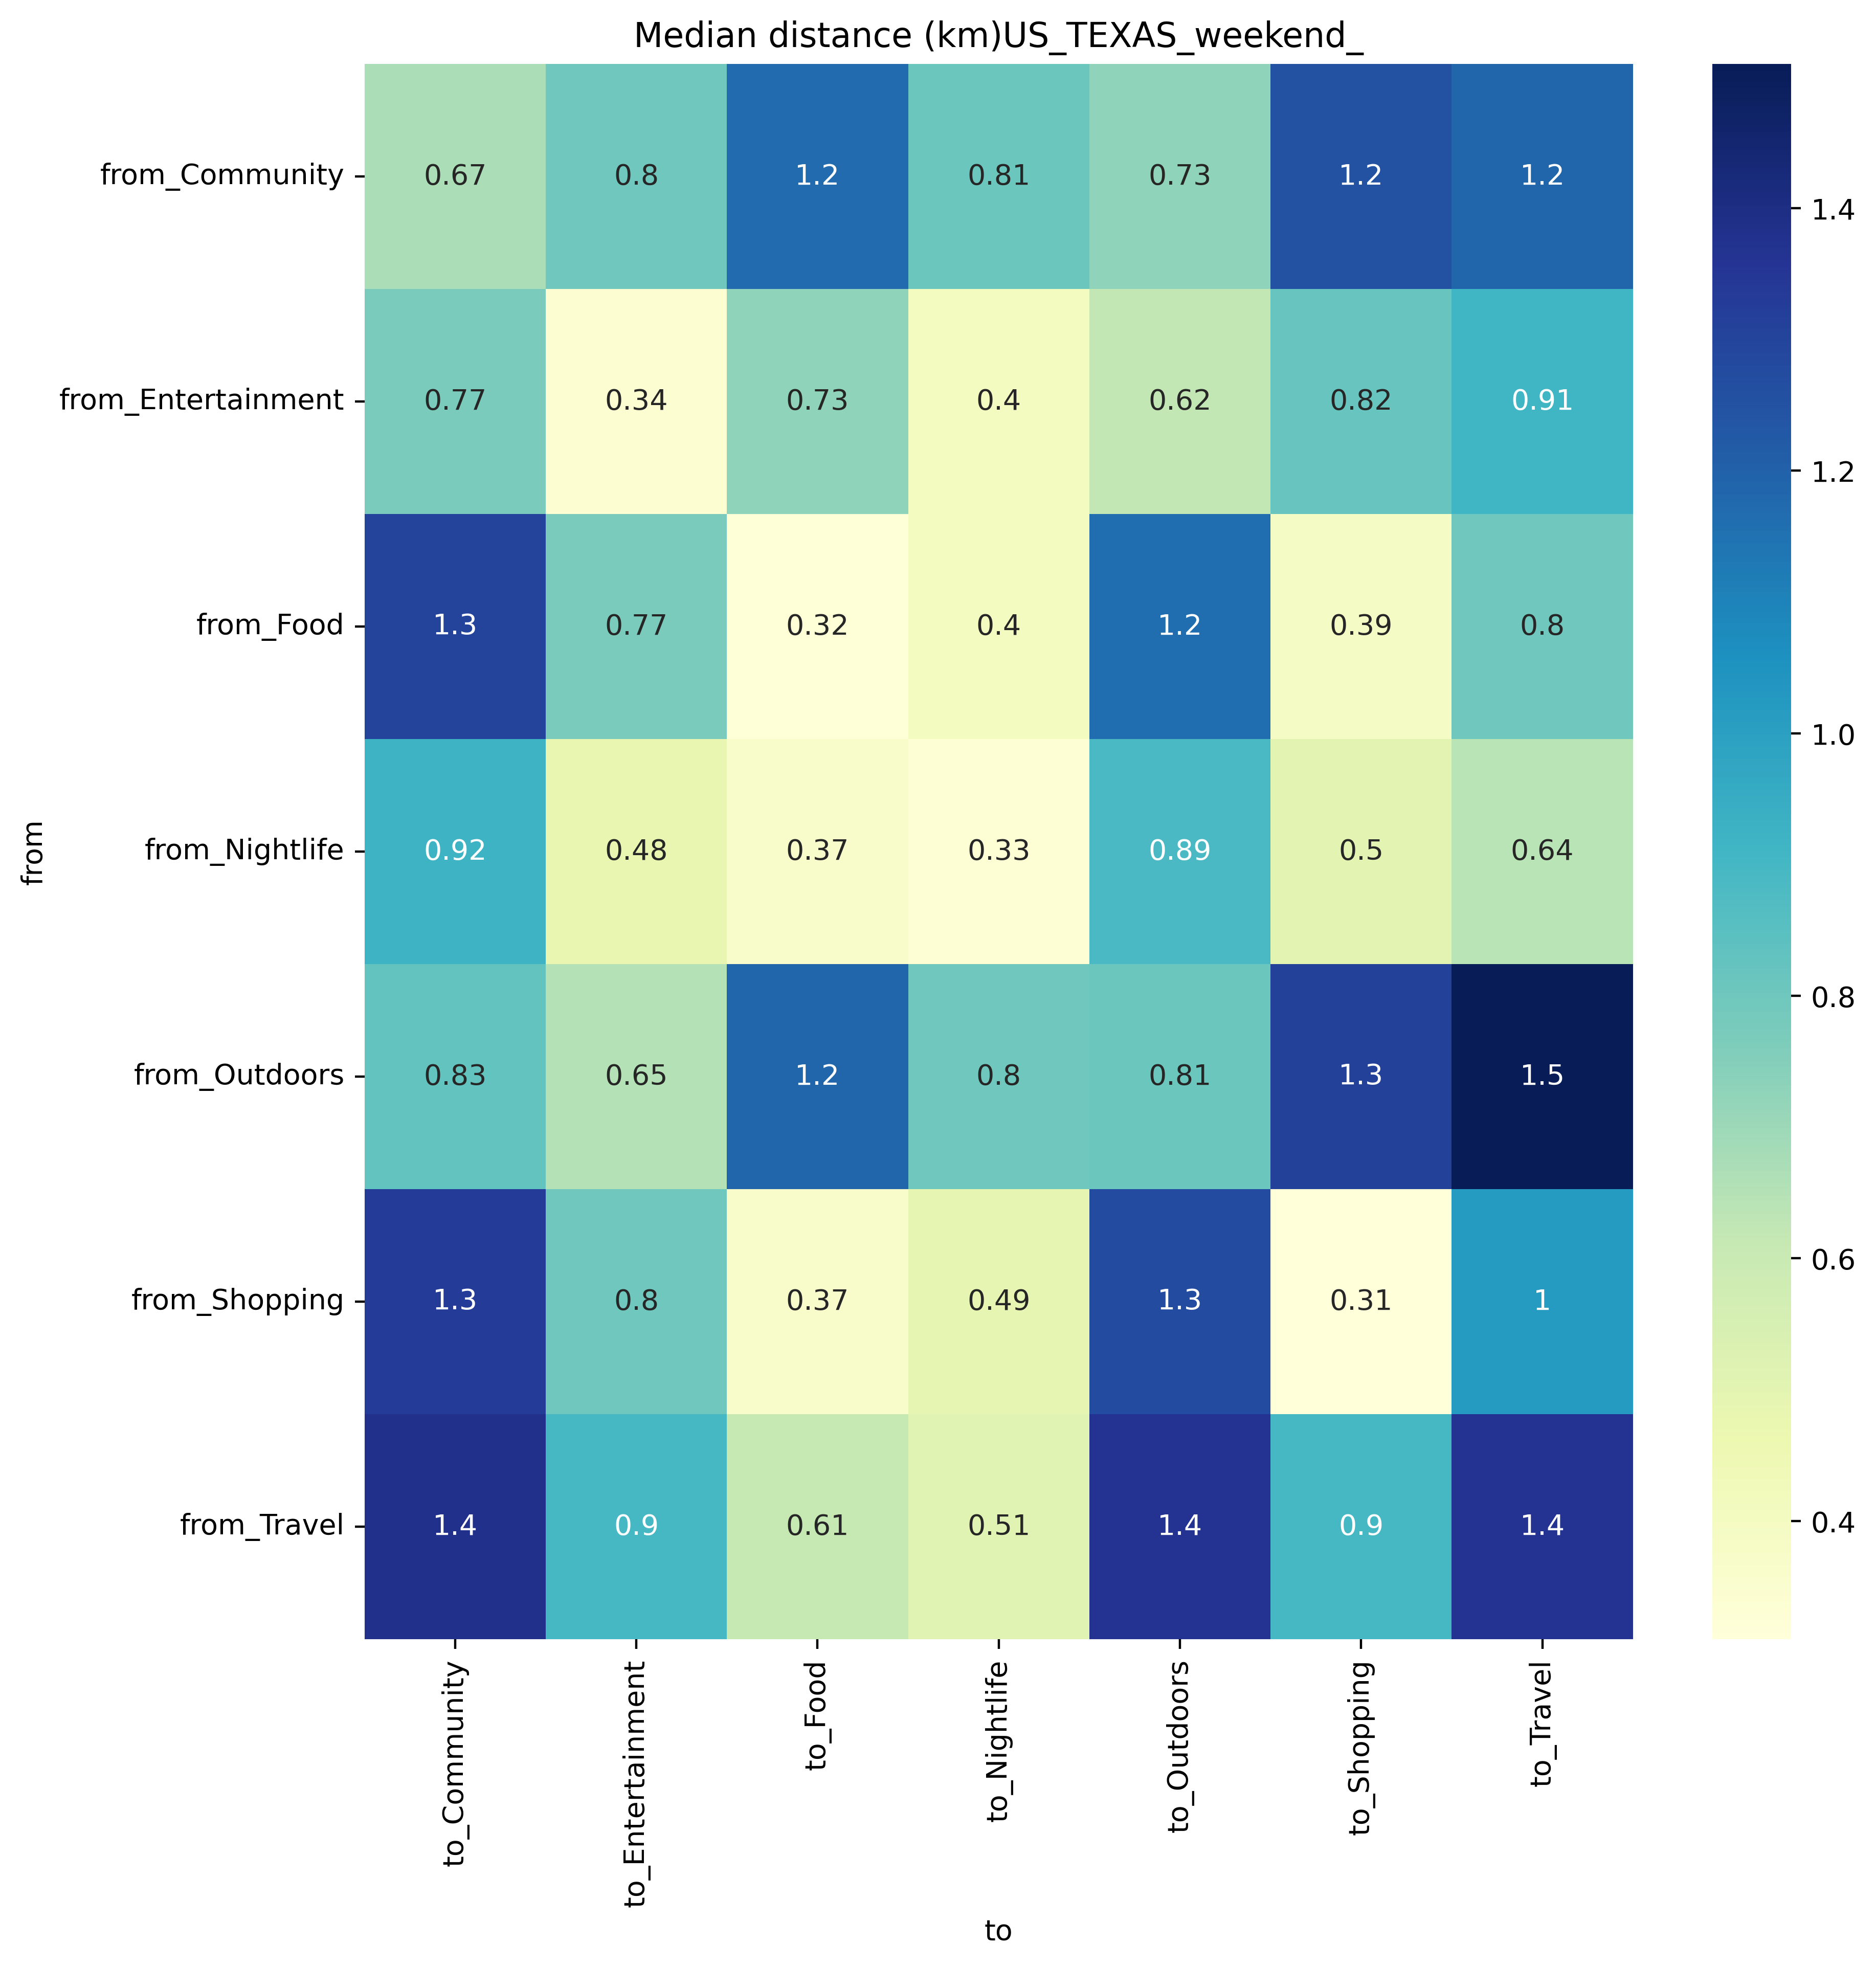 Median distance (km)US_TEXAS_weekend_
from_Community 0.67 0.8 1.2 0.81 0.73 1.2 1.2
from_Entertainment 0.77 0.34 0.73 0.4 0.62 0.82 0.91
from_Food 1.3 0.77 0.32 0.4 1.2 0.39 0.8
from_Nightlife 0.92 0.48 0.37 0.33 0.89 0.5 0.64
from_Outdoors 0.83 0.65 1.2 0.8 0.81 1.3 1.5
from_Shopping 1.3 0.8 0.37 0.49 1.3 0.31 1
from_Travel 1.4 0.9 0.61 0.51 1.4 0.9 1.4
from
to_Community
to_Entertainment
to_Food
to_Nightlife
to_Outdoors
to_Shopping
to_Travel
to
1.4
1.2
1.0
0.8
0.6
0.4